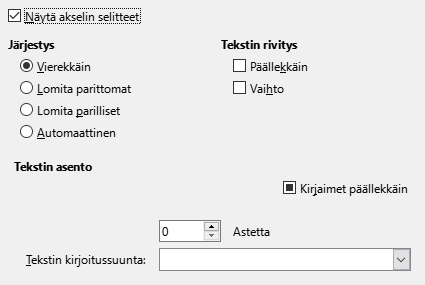 Näytä akselin selitteet
Järjestys
Vierekkäin
Lomita parittomat
Lomita parilliset
Automaattinen
Tekstin rivitys
Päällekkäin
Vaihto
Tekstin asento
Kirjaimet päällekkäin
0 Astetta
Tekstin kirjoitussuunta: